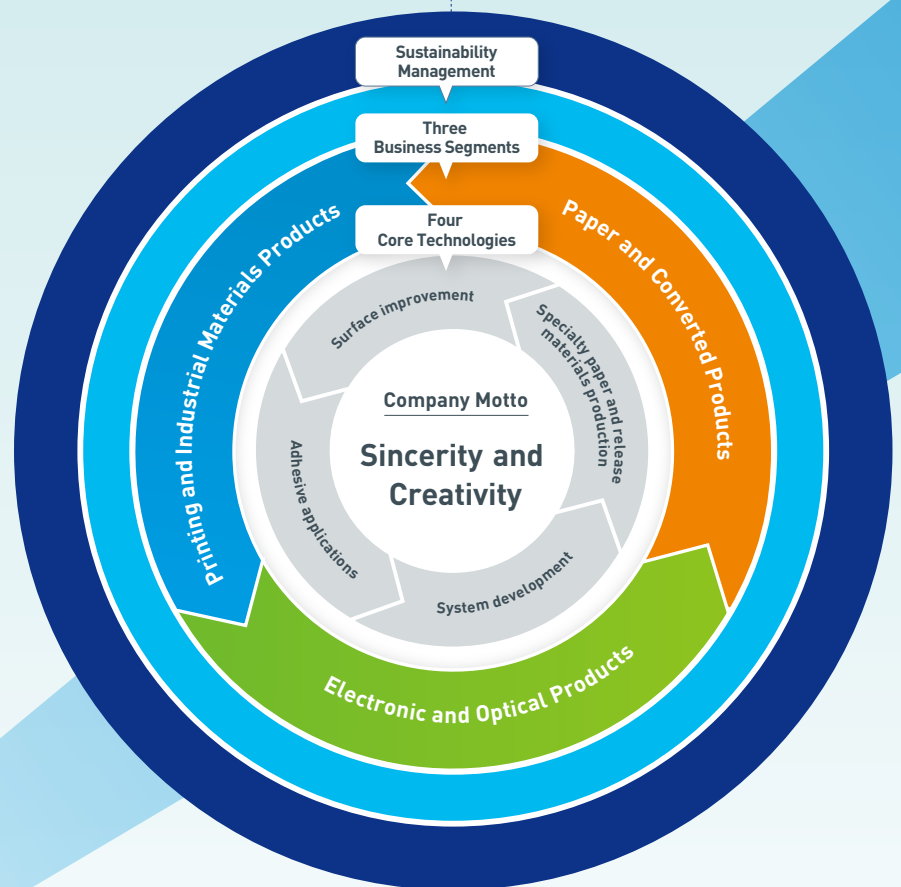 Sustainability
Management
Three
Business Segments
Four
Core Technologies
Printing and Industrial Materials Products
Paper and Converted Products
Electronic and Optical Products
Surface improvement
Specialty paper and release
materials production
Adhesive applications
System development
Company Motto
Sincerity and
Creativity